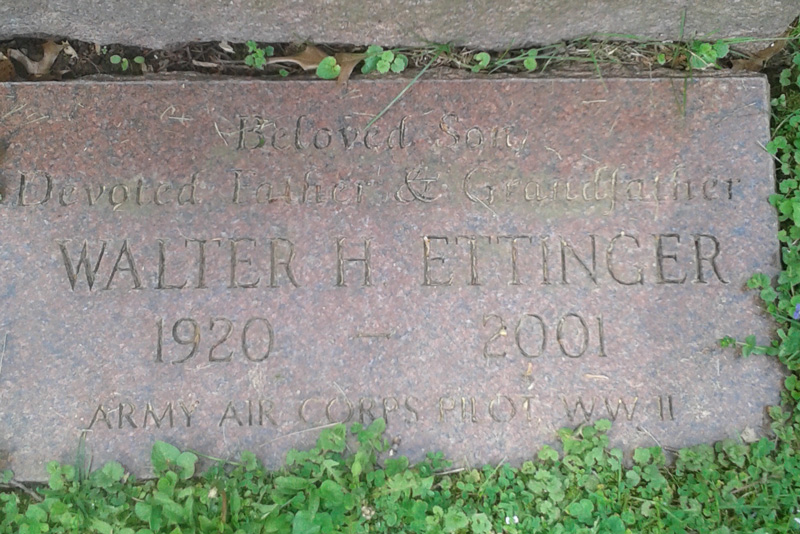 Beloved Son,
Devoted Father & Grandfather
WALTER H. ETTINGER
1920 — 2001
ARMY AIR CORPS PILOT WW II